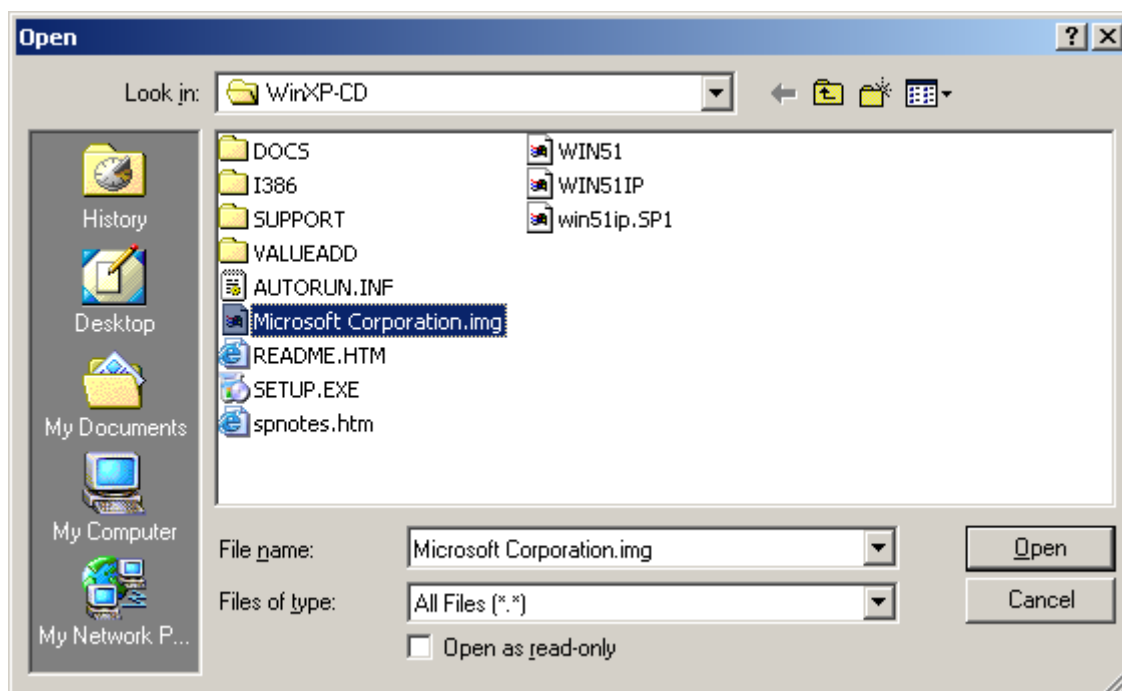 Open
Look in: WinXP-CD
History
Desktop
My Documents
My Computer
My Network P...
DOCS
I386
SUPPORT
VALUEADD
AUTORUN.INF
Microsoft Corporation.img
README.HTM
SETUP.EXE
spnotes.htm
WIN51
WIN51IP
win51ip.SP1
File name: Microsoft Corporation.img Open
Files of type: All Files (*.*) Cancel
Open as read-only